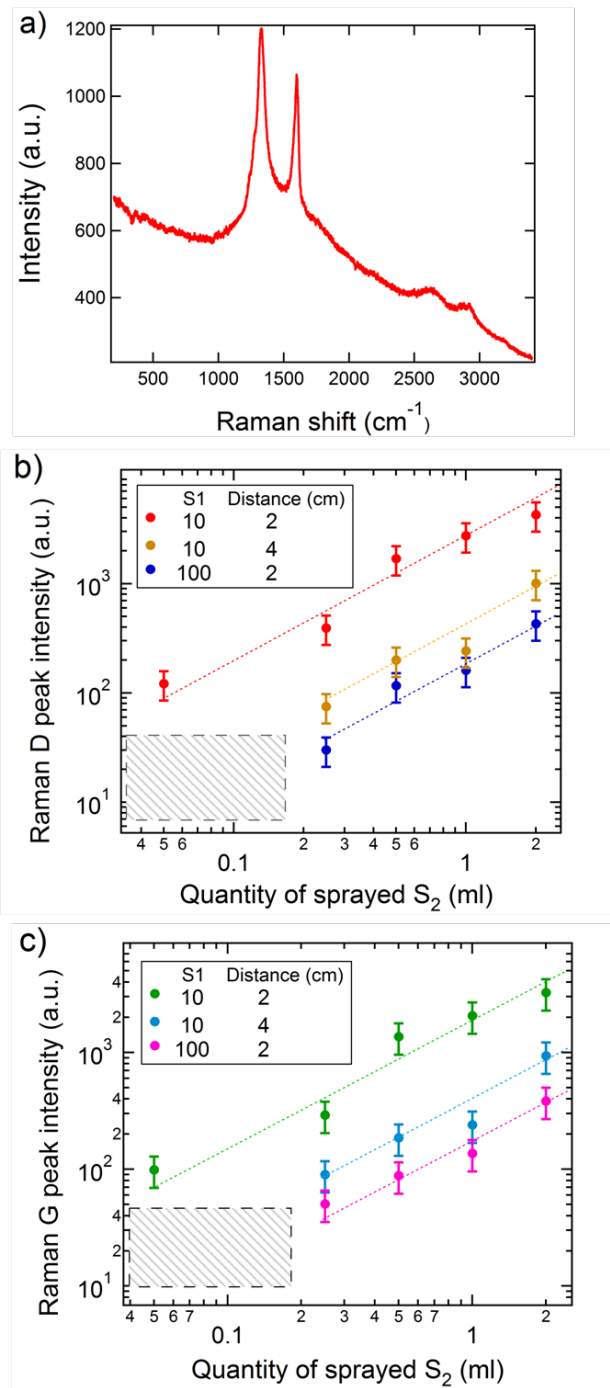 a)
1200
1000
800
600
400
Intensity (a.u.)
500 1000 1500 2000 2500 3000
Raman shift (cm⁻¹)
b)
S1 Distance (cm)
10 2
10 4
100 2
10³
10²
10¹
Raman D peak intensity (a.u.)
4 5 6 2 3 4 5 6 2
0.1 1
Quantity of sprayed S₂ (ml)
c)
S1 Distance (cm)
10 2
10 4
100 2
4
2
10³
4
2
10²
4
2
10¹
Raman G peak intensity (a.u.)
4 5 6 7 2 3 4 5 6 7 2
0.1 1
Quantity of sprayed S₂ (ml)